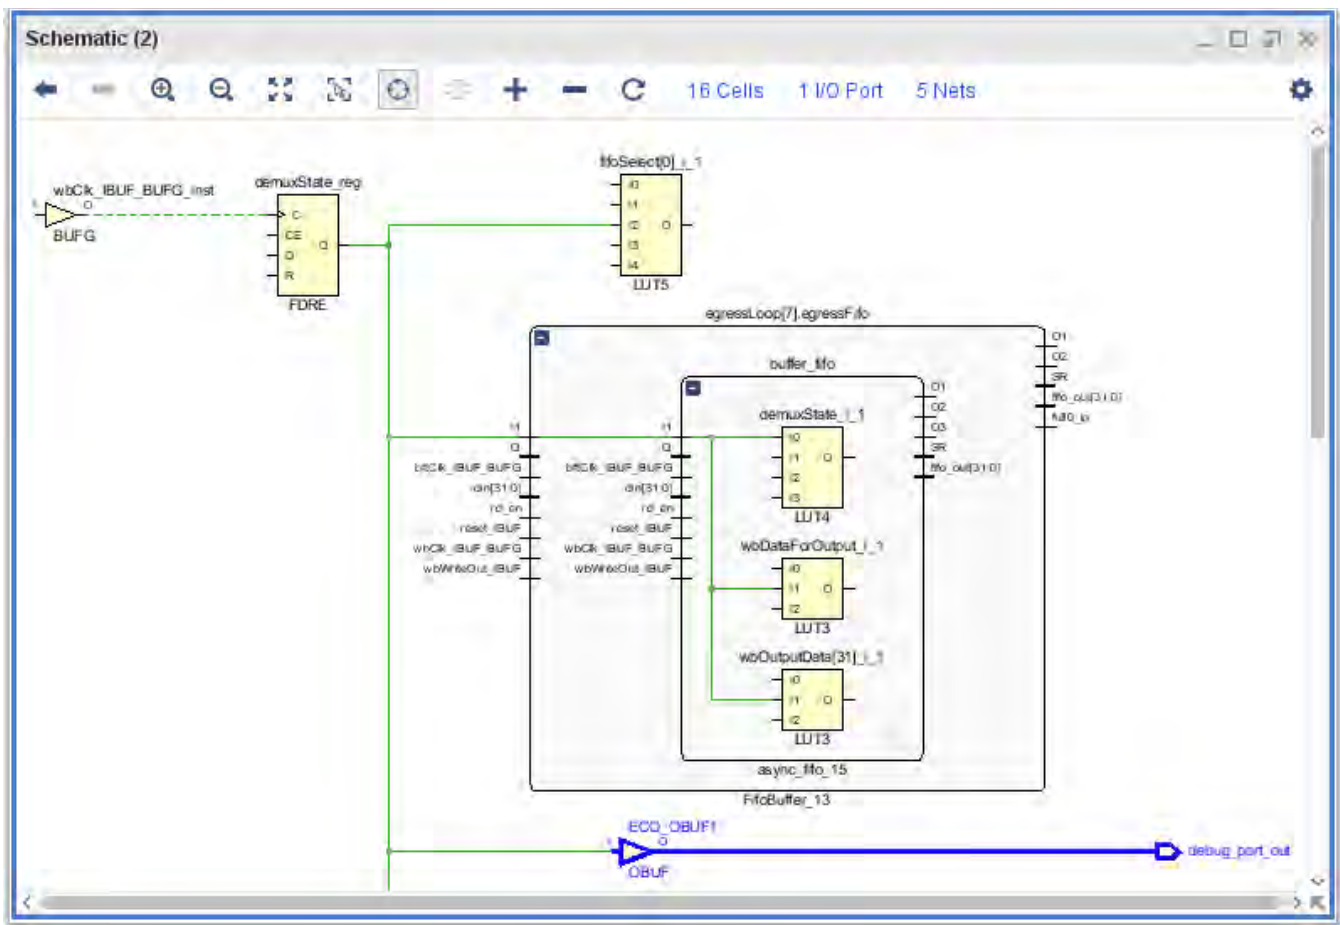 Schematic (2)
16 Cells 1 I/O Port 5 Nets
fifoSelect[0]_i_1
I0
I1
I2 O
I3
I4
LUT5
wbClk_IBUF_BUFG_inst
O
BUFG
demuxState_reg
C
CE
Q
D
R
FDRE
egressLoop[7].egressFifo
O1
O2
SR
fifo_out[31:0]
buffer_fifo
O1
O2
O3
SR
fifo_out[31:0]
I1
Q
bftClk_IBUF_BUFG
din[31:0]
rd_en
reset_IBUF
wbClk_IBUF_BUFG
wbWriteOut_IBUF
I1
Q
bftClk_IBUF_BUFG
din[31:0]
rd_en
reset_IBUF
wbClk_IBUF_BUFG
wbWriteOut_IBUF
demuxState_i_1
I0
I1 O
I2
I3
LUT4
wbDataForOutput_i_1
I0
I1 O
I2
LUT3
wbOutputData[31]_i_1
I0
I1 O
I2
LUT3
async_fifo_15
FifoBuffer_13
ECO_OBUF1
I O
OBUF
debug_port_out